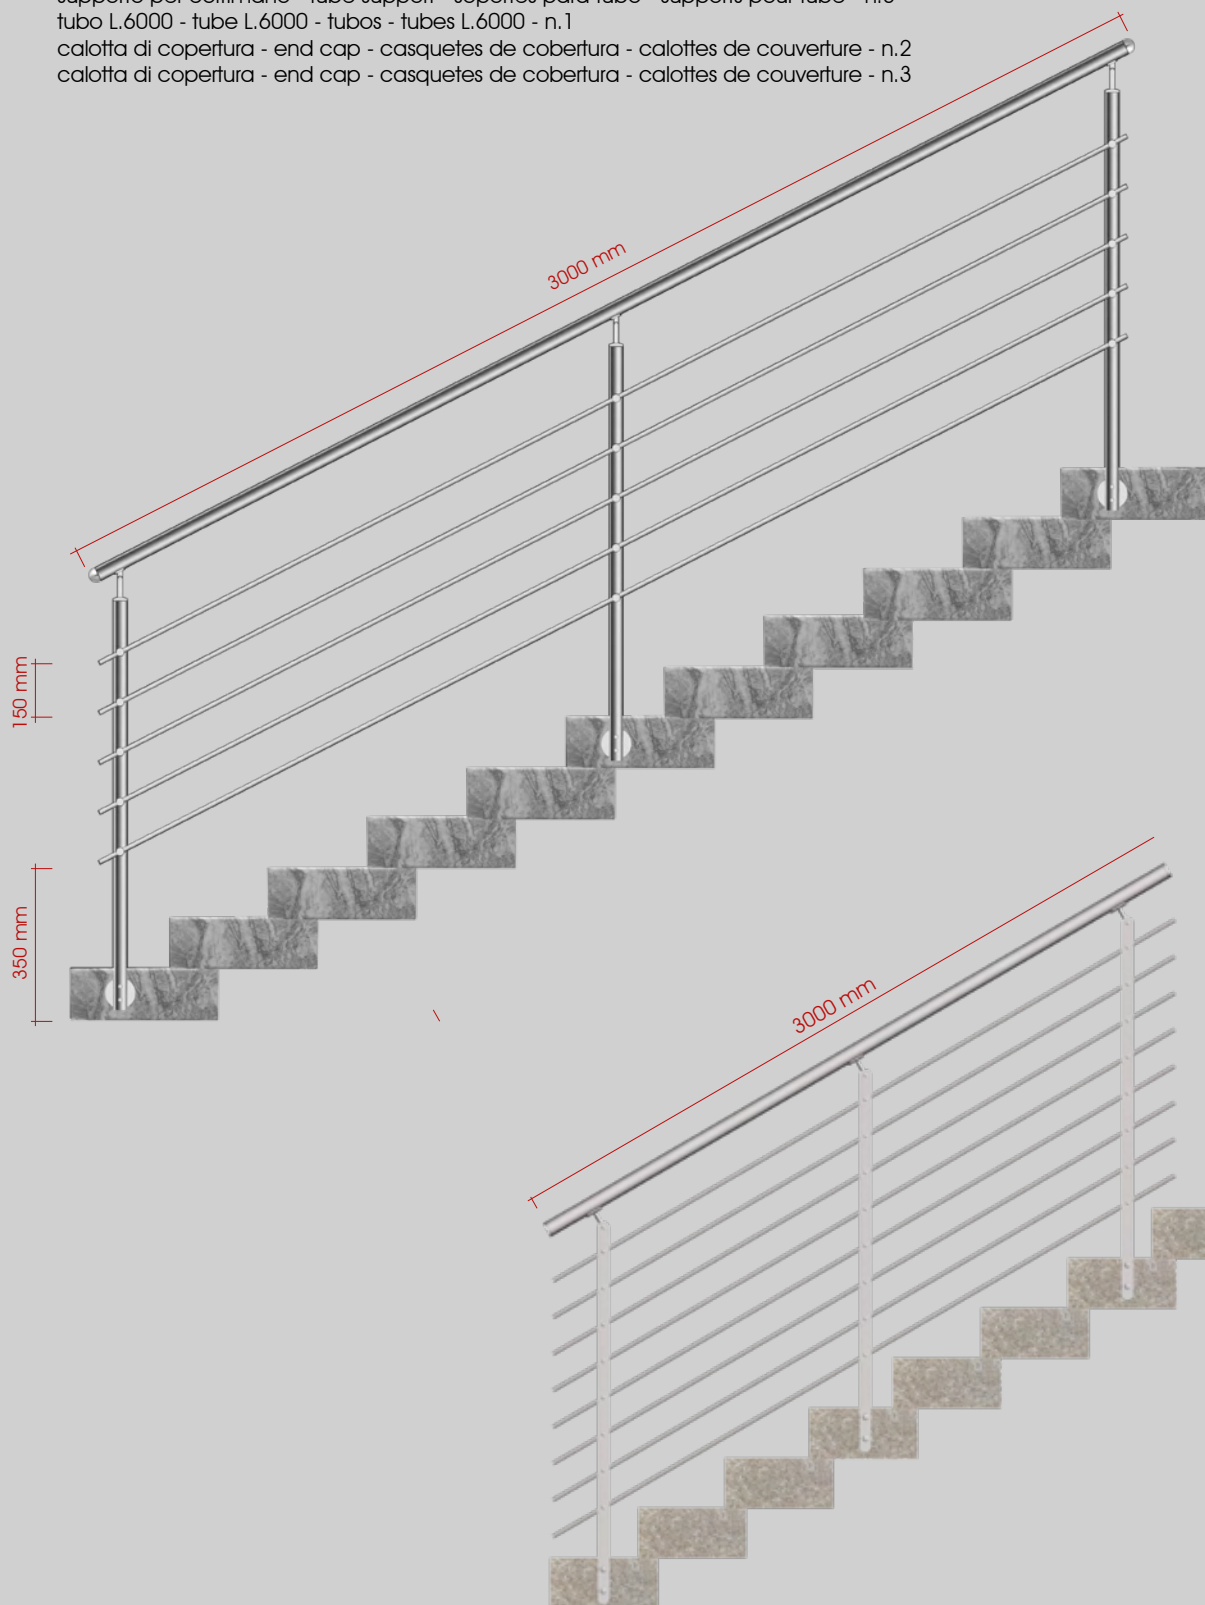 tubo L.6000 - tube L.6000 - tubos - tubes L.6000 - n.1
calotta di copertura - end cap - casquetes de cobertura - calottes de couverture - n.2
calotta di copertura - end cap - casquetes de cobertura - calottes de couverture - n.3
3000 mm
150 mm
350 mm
3000 mm